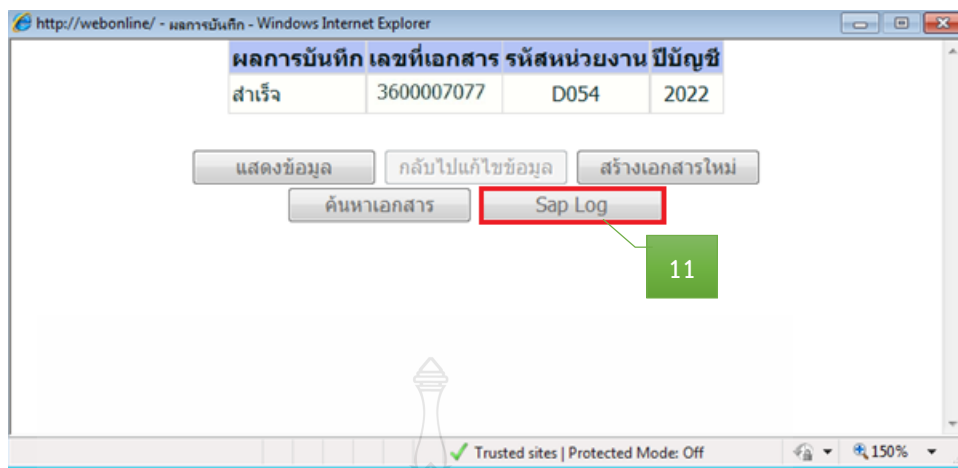 http://webonline/ - ผลการบันทึก - Windows Internet Explorer
ผลการบันทึก เลขที่เอกสาร รหัสหน่วยงาน ปีบัญชี
สำเร็จ 3600007077 D054 2022
แสดงข้อมูล กลับไปแก้ไขข้อมูล สร้างเอกสารใหม่
ค้นหาเอกสาร Sap Log
11
Trusted sites | Protected Mode: Off 150%